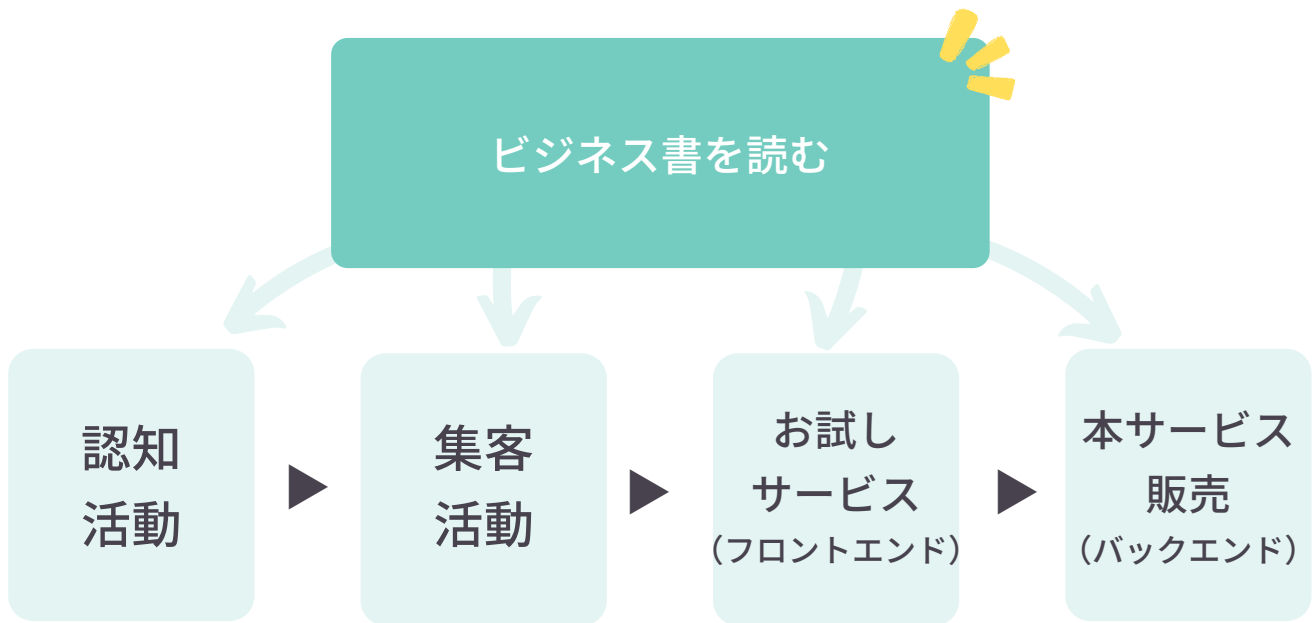 ビジネス書を読む
認知
活動
集客
活動
お試し
サービス
（フロントエンド）
本サービス
販売
（バックエンド）